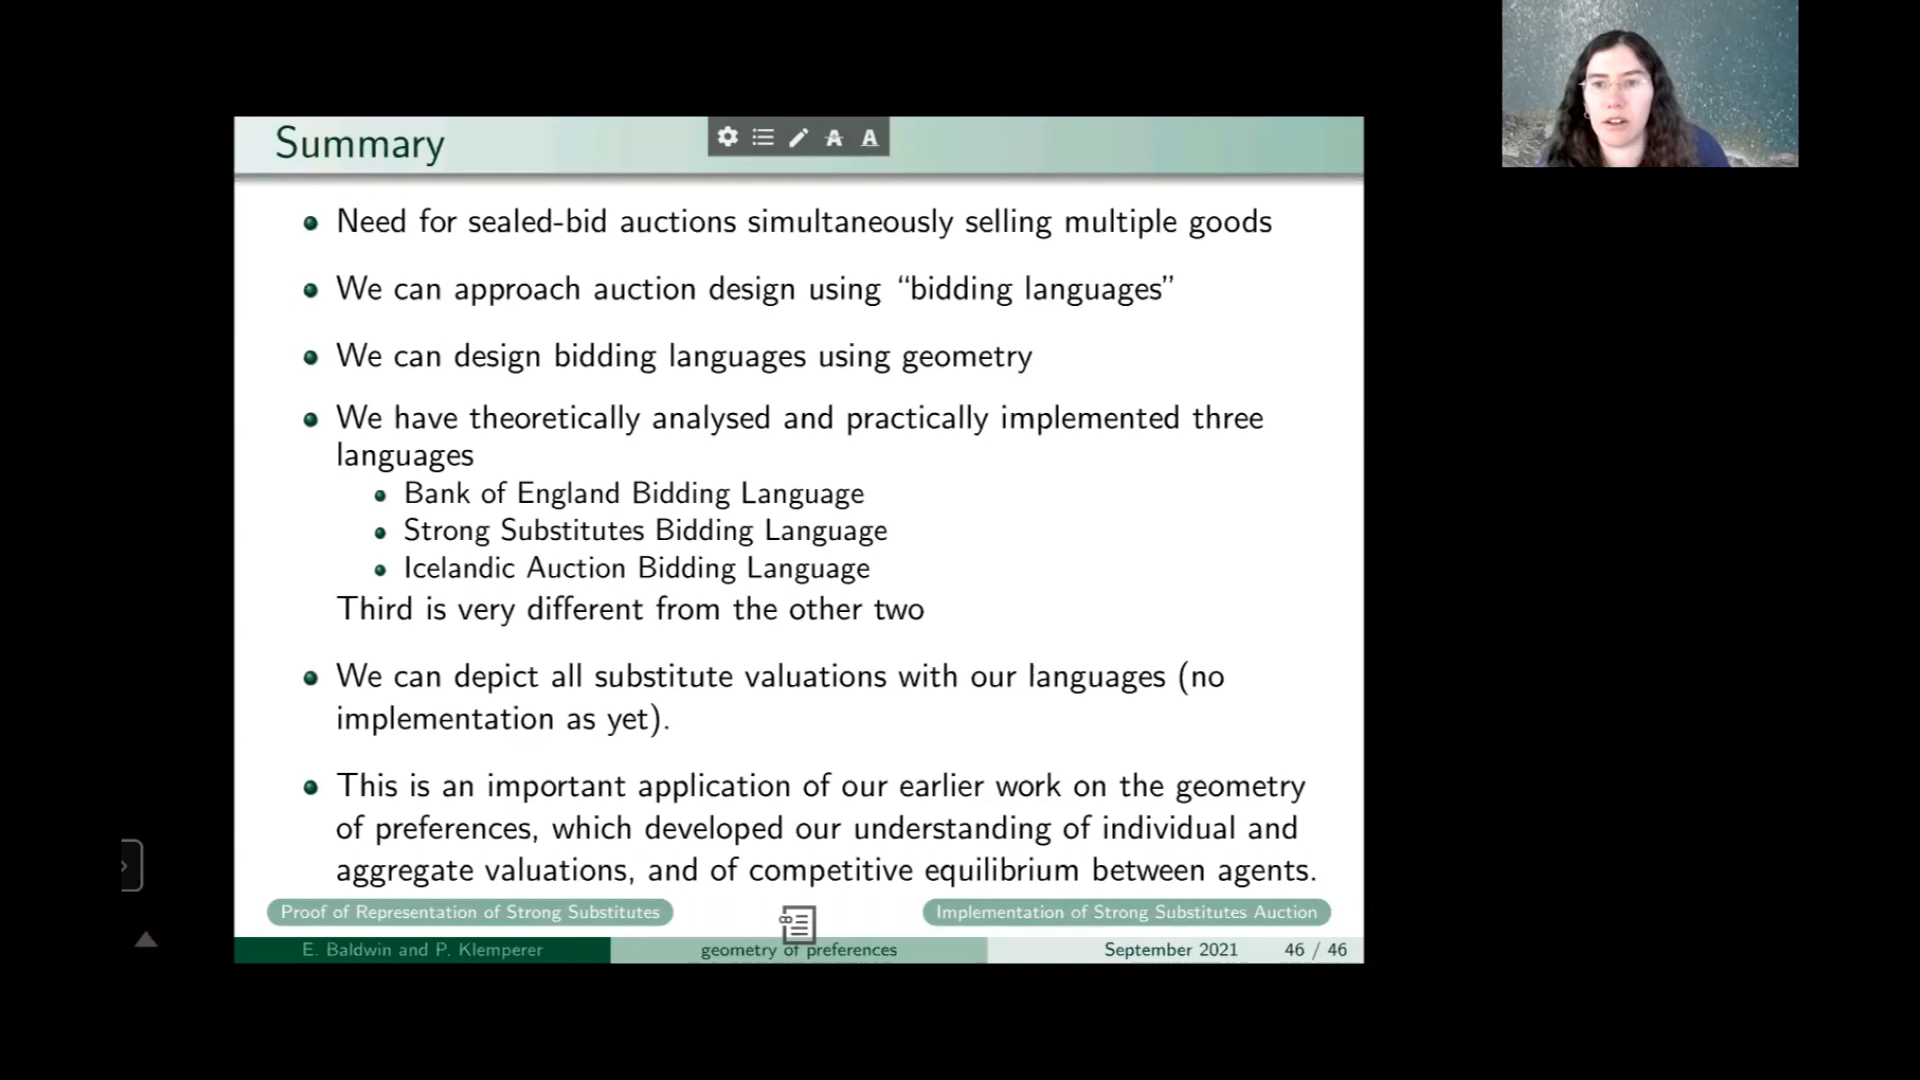 Summary
Need for sealed-bid auctions simultaneously selling multiple goods
We can approach auction design using “bidding languages”
We can design bidding languages using geometry
We have theoretically analysed and practically implemented three
languages
Bank of England Bidding Language
Strong Substitutes Bidding Language
Icelandic Auction Bidding Language
Third is very different from the other two
We can depict all substitute valuations with our languages (no
implementation as yet).
This is an important application of our earlier work on the geometry
of preferences, which developed our understanding of individual and
aggregate valuations, and of competitive equilibrium between agents.
Proof of Representation of Strong Substitutes
Implementation of Strong Substitutes Auction
E. Baldwin and P. Klemperer
geometry of preferences
September 2021
46 / 46